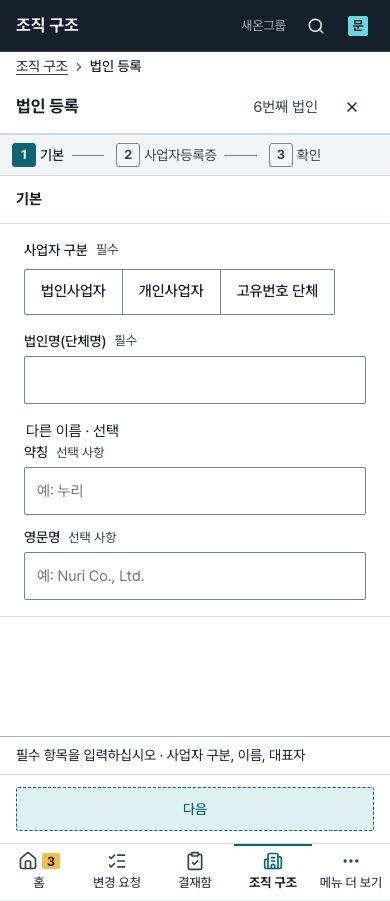 조직 구조 새온그룹 문
조직 구조 > 법인 등록
법인 등록 6번째 법인 ×
1 기본 2 사업자등록증 3 확인
기본
사업자 구분 필수
법인사업자 개인사업자 고유번호 단체
법인명(단체명) 필수
다른 이름 · 선택
약칭 선택 사항
예: 누리
영문명 선택 사항
예: Nuri Co., Ltd.
필수 항목을 입력하십시오 · 사업자 구분, 이름, 대표자
다음
3
홈 변경 요청 결재함 조직 구조 메뉴 더 보기